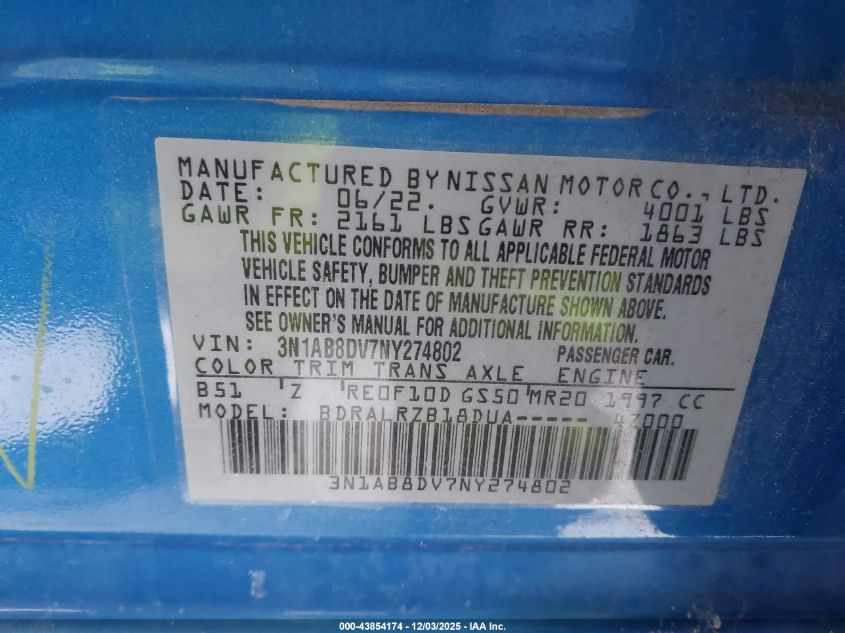 MANUFACTURED BY NISSAN MOTOR CO., LTD.
DATE: 06/22. GVWR: 4001 LBS
GAWR FR: 2161 LBS GAWR RR: 1863 LBS
THIS VEHICLE CONFORMS TO ALL APPLICABLE FEDERAL MOTOR
VEHICLE SAFETY, BUMPER AND THEFT PREVENTION STANDARDS
IN EFFECT ON THE DATE OF MANUFACTURE SHOWN ABOVE.
SEE OWNER'S MANUAL FOR ADDITIONAL INFORMATION.
VIN: 3N1AB8DV7NY274802 PASSENGER CAR.
COLOR TRIM TRANS AXLE ENGINE
B51 Z RE0F10D GS50 MR20 1997 CC
MODEL: BDRALRZB18DUA----- 47000
3N1AB8DV7NY274802
000-43854174 - 12/03/2025 - IAA Inc.